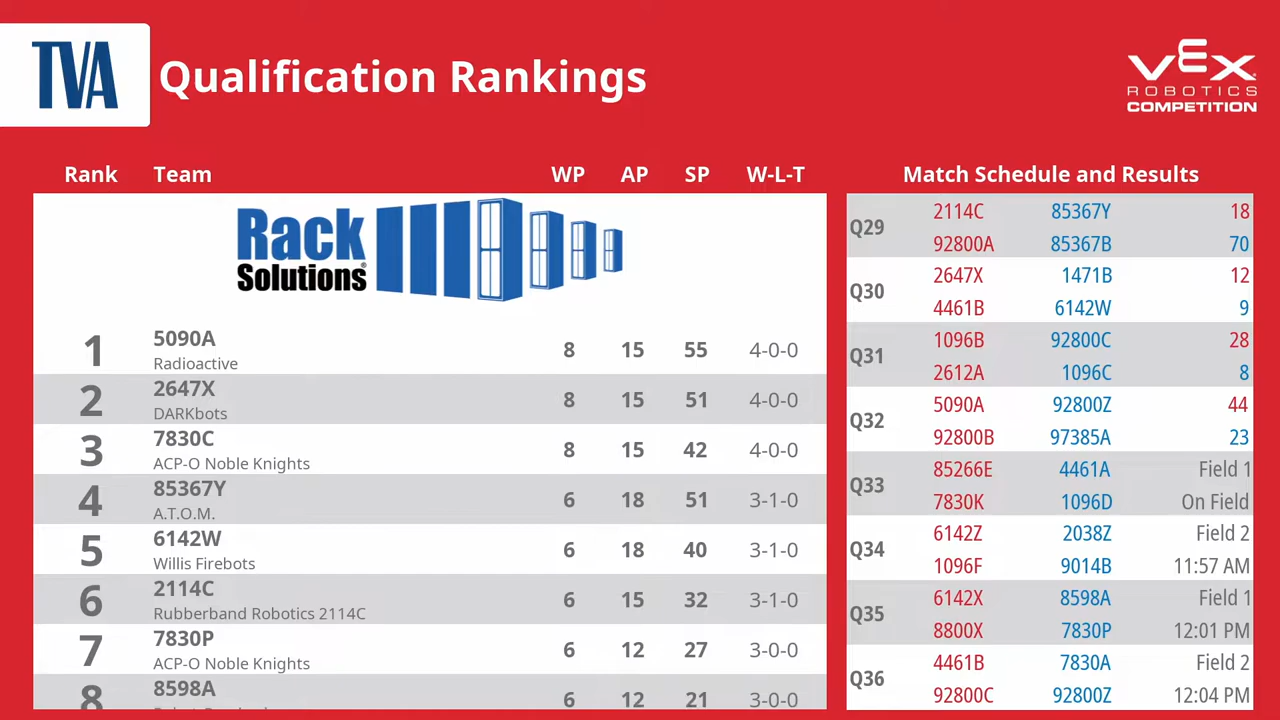 TVA
Qualification Rankings
VEX
ROBOTICS
COMPETITION
Rank Team WP AP SP W-L-T
Rack
Solutions
1 5090A 8 15 55 4-0-0
Radioactive
2 2647X 8 15 51 4-0-0
DARKbots
3 7830C 8 15 42 4-0-0
ACP-O Noble Knights
4 85367Y 6 18 51 3-1-0
A.T.O.M.
5 6142W 6 18 40 3-1-0
Willis Firebots
6 2114C 6 15 32 3-1-0
Rubberband Robotics 2114C
7 7830P 6 12 27 3-0-0
ACP-O Noble Knights
8 8598A 6 12 21 3-0-0
Match Schedule and Results
Q29 2114C 85367Y 18
92800A 85367B 70
Q30 2647X 1471B 12
4461B 6142W 9
Q31 1096B 92800C 28
2612A 1096C 8
Q32 5090A 92800Z 44
92800B 97385A 23
Q33 85266E 4461A Field 1
7830K 1096D On Field
Q34 6142Z 2038Z Field 2
1096F 9014B 11:57 AM
Q35 6142X 8598A Field 1
8800X 7830P 12:01 PM
Q36 4461B 7830A Field 2
92800C 92800Z 12:04 PM